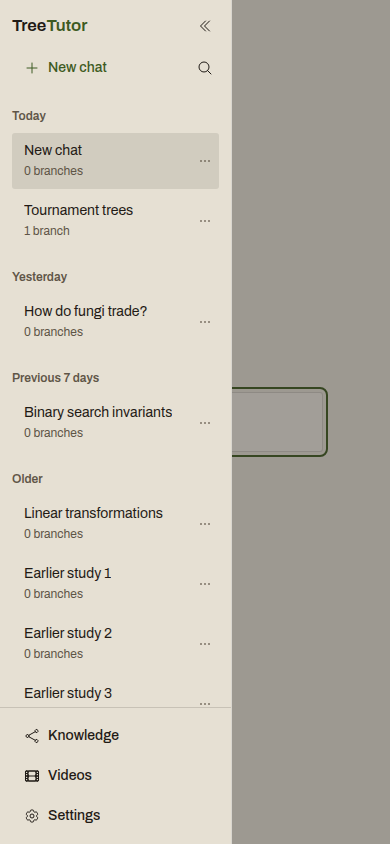 TreeTutor
New chat
Today
New chat
0 branches
Tournament trees
1 branch
Yesterday
How do fungi trade?
0 branches
Previous 7 days
Binary search invariants
0 branches
Older
Linear transformations
0 branches
Earlier study 1
0 branches
Earlier study 2
0 branches
Earlier study 3
Knowledge
Videos
Settings